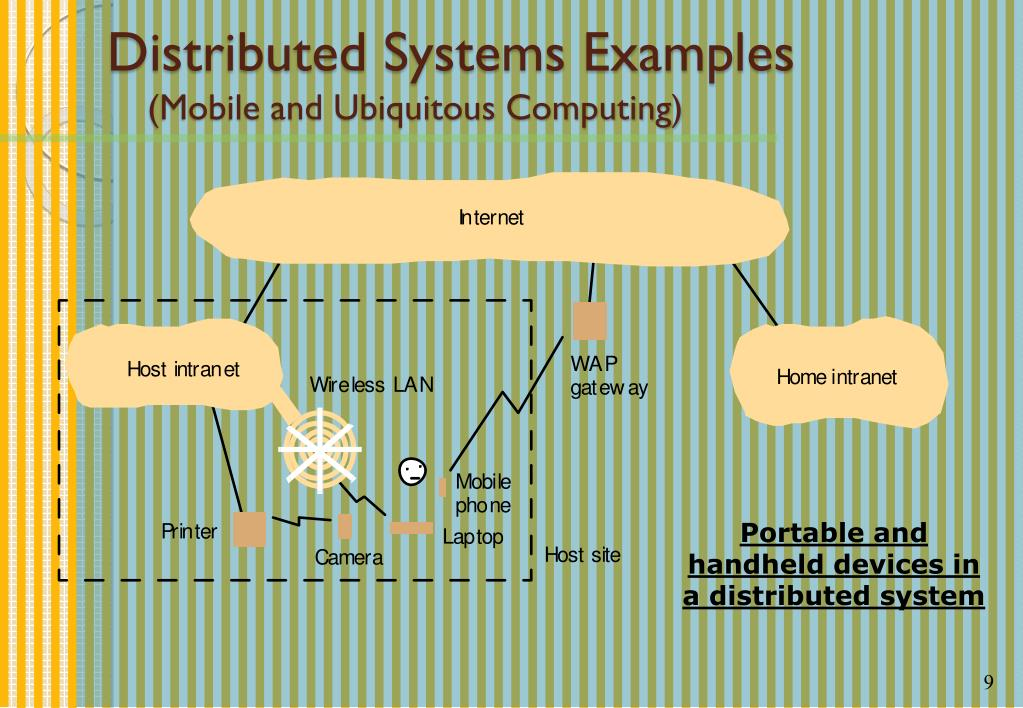 Distributed Systems Examples
(Mobile and Ubiquitous Computing)
Internet
Host intranet
Wireless LAN
WAP
gateway
Home intranet
Mobile
phone
Printer
Laptop
Camera
Host site
Portable and
handheld devices in
a distributed system
9